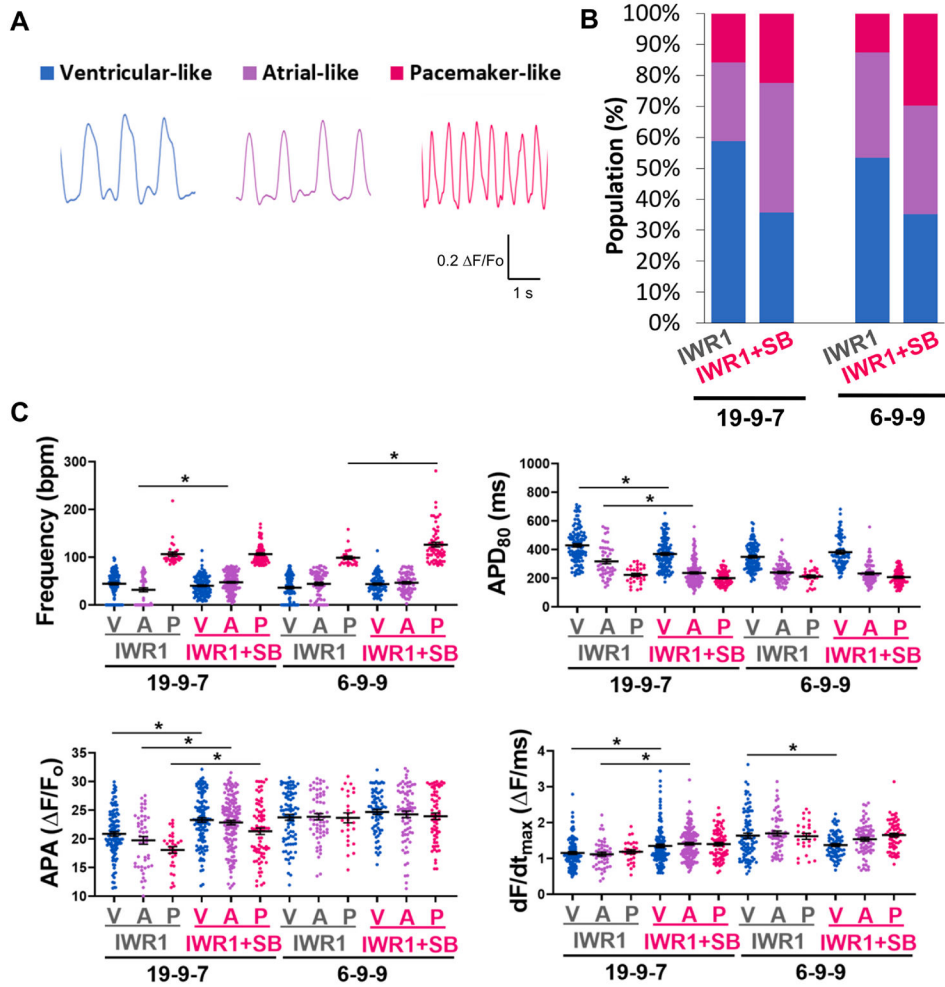 A
B
Ventricular-like Atrial-like Pacemaker-like
0.2 ΔF/Fo
1 s
Population (%)
100%
90%
80%
70%
60%
50%
40%
30%
20%
10%
0%
IWR1 IWR1+SB IWR1 IWR1+SB
19-9-7 6-9-9
C
Frequency (bpm)
300
200
100
0
* *
V A P V A P V A P V A P
IWR1 IWR1+SB IWR1 IWR1+SB
19-9-7 6-9-9
APD80 (ms)
1000
800
600
400
200
0
*
*
V A P V A P V A P V A P
IWR1 IWR1+SB IWR1 IWR1+SB
19-9-7 6-9-9
APA (ΔF/Fo)
35
30
25
20
15
10
*
*
*
V A P V A P V A P V A P
IWR1 IWR1+SB IWR1 IWR1+SB
19-9-7 6-9-9
dF/dtmax (ΔF/ms)
4
3
2
1
0
* *
*
V A P V A P V A P V A P
IWR1 IWR1+SB IWR1 IWR1+SB
19-9-7 6-9-9